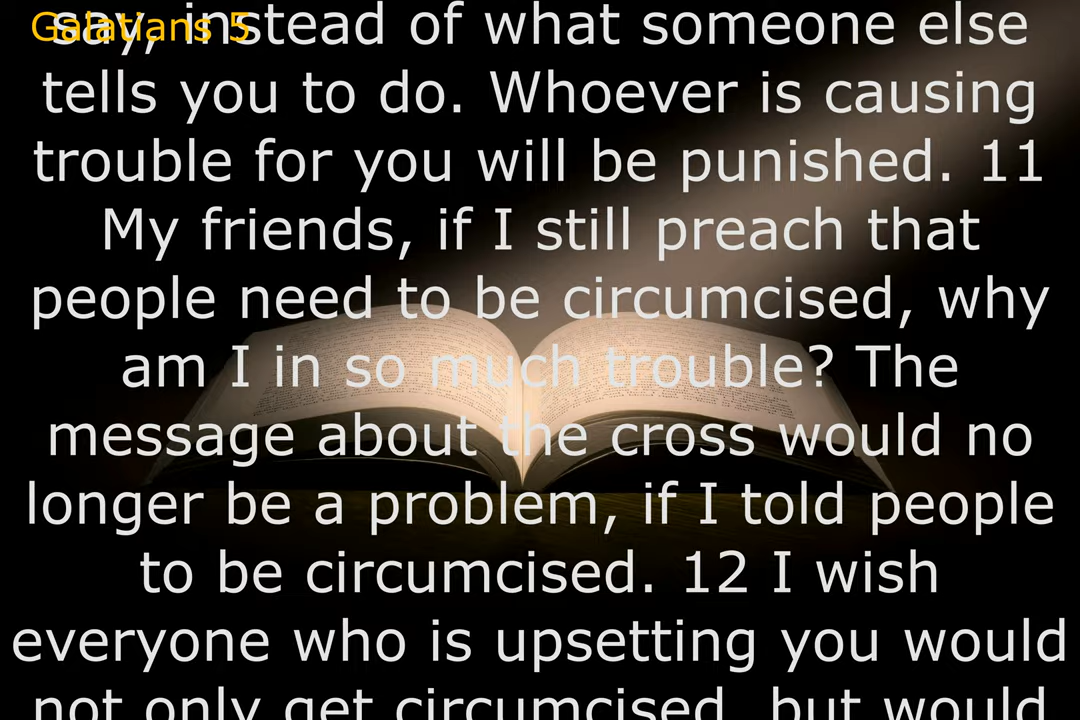 Galatians 5
say, instead of what someone else
tells you to do. Whoever is causing
trouble for you will be punished. 11
My friends, if I still preach that
people need to be circumcised, why
am I in so much trouble? The
message about the cross would no
longer be a problem, if I told people
to be circumcised. 12 I wish
everyone who is upsetting you would
not only get circumcised, but would